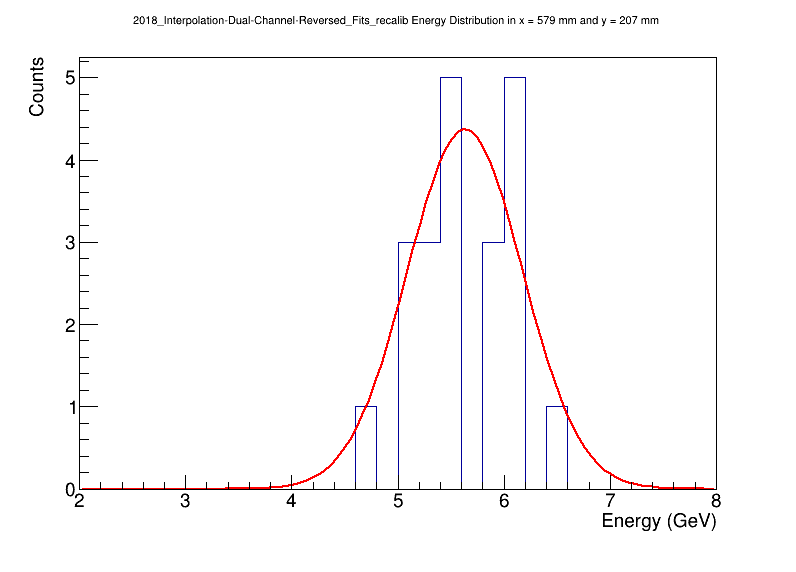 2018_Interpolation-Dual-Channel-Reversed_Fits_recalib Energy Distribution in x = 579 mm and y = 207 mm
Counts
5
4
3
2
1
0
2 3 4 5 6 7 8
Energy (GeV)